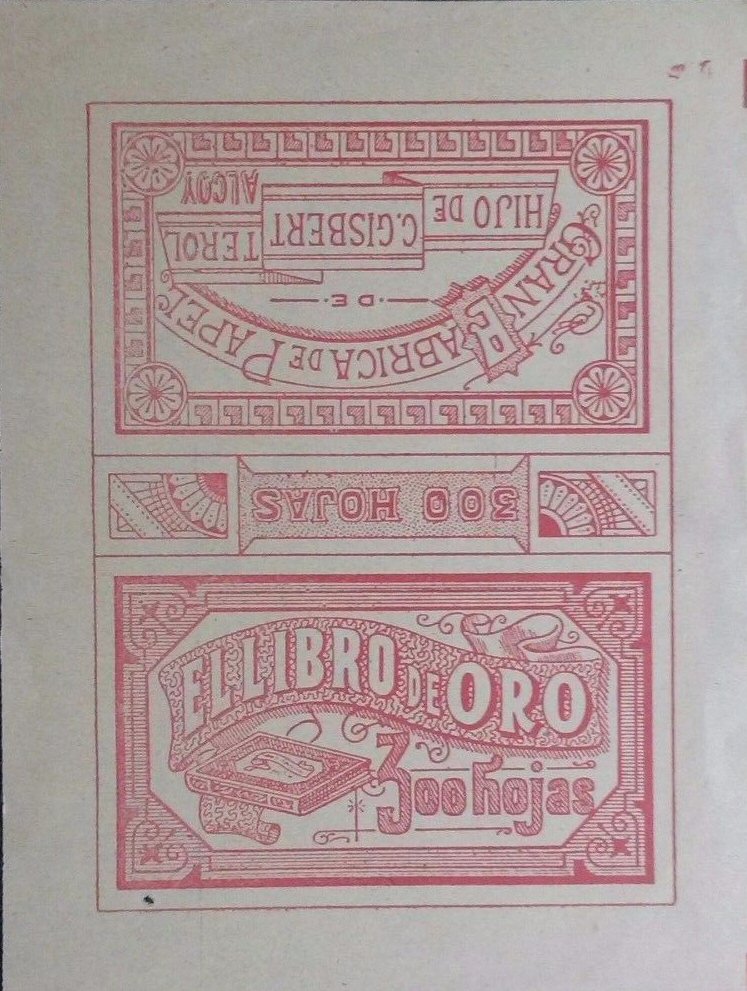 GRAN FABRICA DE PAPEL
DE
HIJO DE
C. GISBERT
TEROL
ALCOY
300 HOJAS
EL LIBRO DE ORO
300 hojas